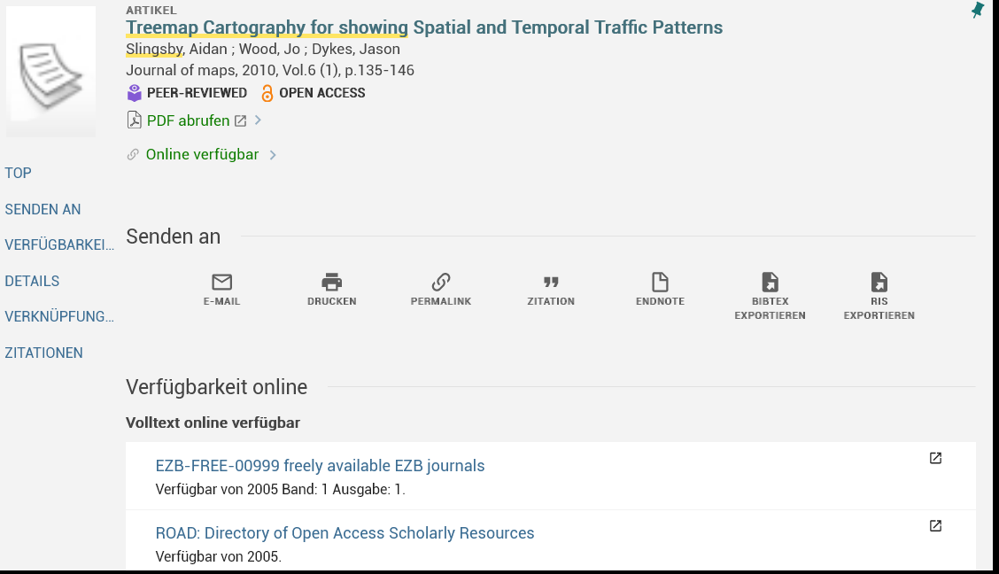 ARTIKEL
Treemap Cartography for showing Spatial and Temporal Traffic Patterns
Slingsby, Aidan ; Wood, Jo ; Dykes, Jason
Journal of maps, 2010, Vol.6 (1), p.135-146
PEER-REVIEWED OPEN ACCESS
PDF abrufen
Online verfügbar
TOP
SENDEN AN
VERFÜGBARKEI...
DETAILS
VERKNÜPFUNG...
ZITATIONEN
Senden an
E-MAIL
DRUCKEN
PERMALINK
ZITATION
ENDNOTE
BIBTEX
EXPORTIEREN
RIS
EXPORTIEREN
Verfügbarkeit online
Volltext online verfügbar
EZB-FREE-00999 freely available EZB journals
Verfügbar von 2005 Band: 1 Ausgabe: 1.
ROAD: Directory of Open Access Scholarly Resources
Verfügbar von 2005.